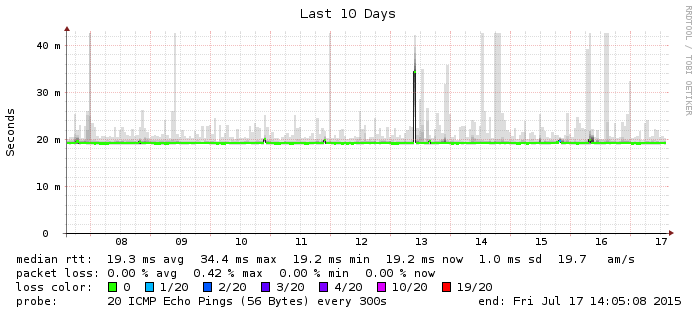 Last 10 Days
RRDTOOL / TOBI OETIKER
Seconds
40 m
30 m
20 m
10 m
0
08 09 10 11 12 13 14 15 16 17
median rtt: 19.3 ms avg 34.4 ms max 19.2 ms min 19.2 ms now 1.0 ms sd 19.7 am/s
packet loss: 0.00 % avg 0.42 % max 0.00 % min 0.00 % now
loss color: 0 1/20 2/20 3/20 4/20 10/20 19/20
probe: 20 ICMP Echo Pings (56 Bytes) every 300s end: Fri Jul 17 14:05:08 2015